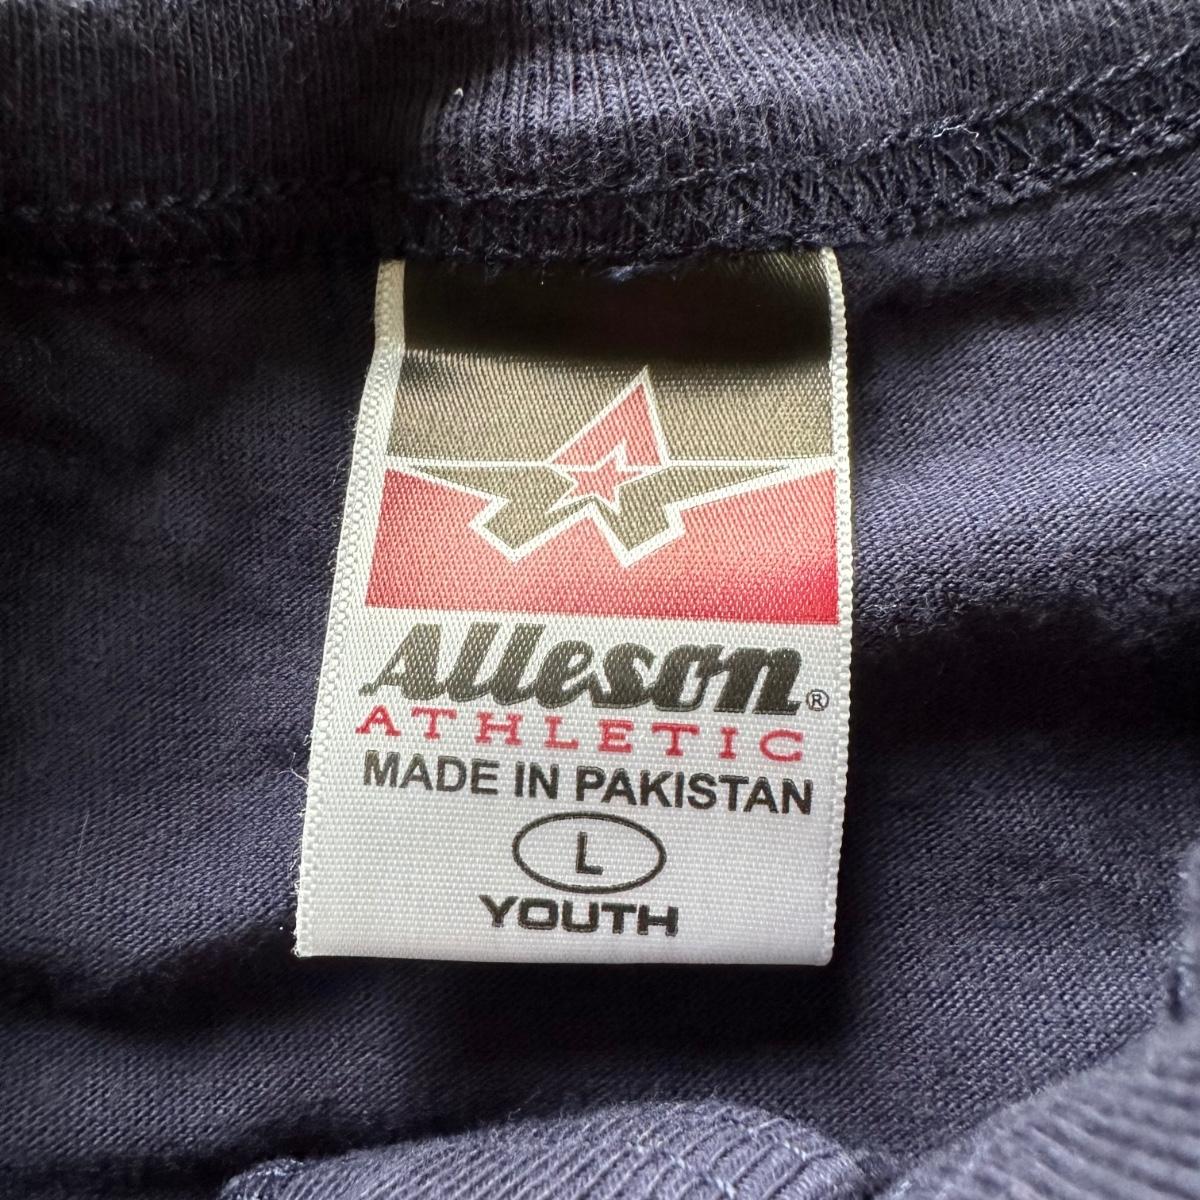 Alleson®
ATHLETIC
MADE IN PAKISTAN
L
YOUTH